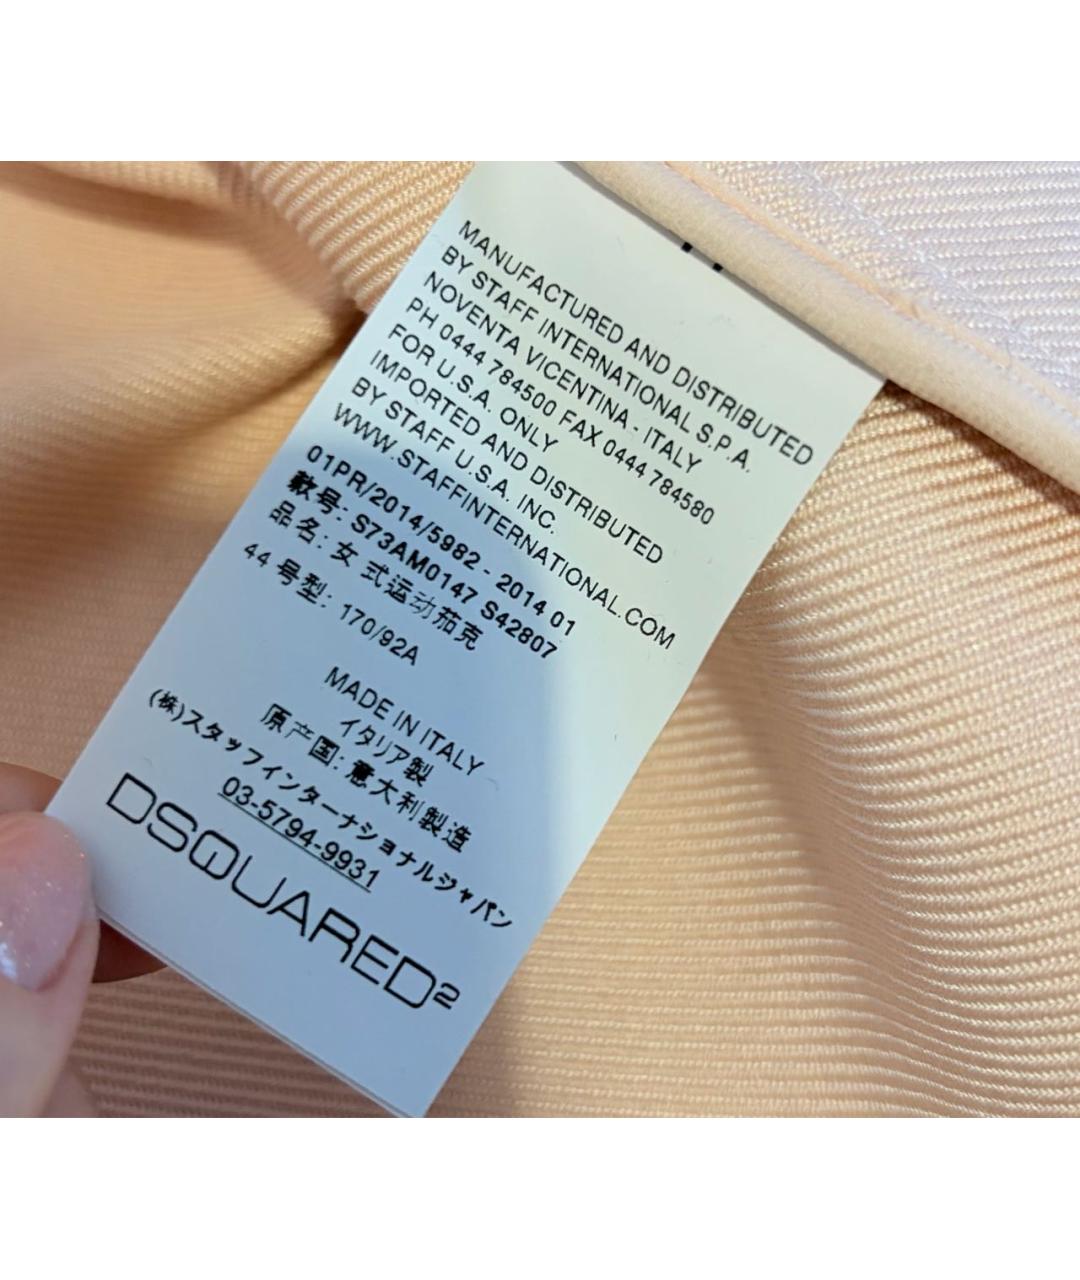 MANUFACTURED AND DISTRIBUTED
BY STAFF INTERNATIONAL S.P.A.
NOVENTA VICENTINA - ITALY
PH 0444 784500 FAX 0444 784580
FOR U.S.A. ONLY
IMPORTED AND DISTRIBUTED
BY STAFF U.S.A. INC.
WWW.STAFFINTERNATIONAL.COM
01PR/2014/5982 - 2014 01
款号: S73AM0147 S42807
品名: 女 式运动茄克
44 号型: 170/92A
MADE IN ITALY
イタリア製
原产国: 意大利製造
(株)スタッフインターナショナルジャパン
03-5794-9931
DSQUARED2